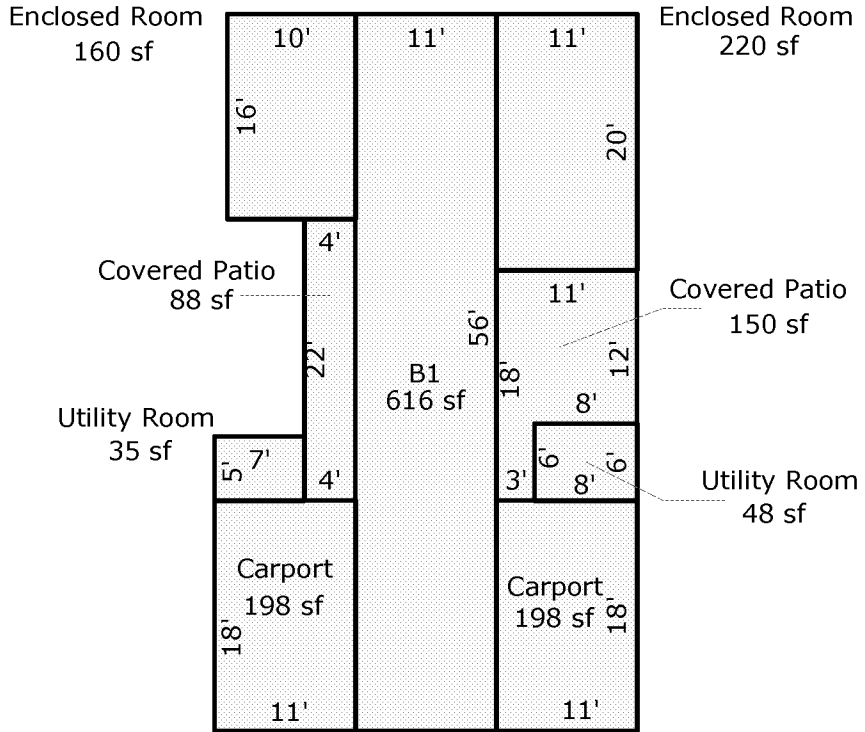 Enclosed Room
160 sf
10'
11'
11'
Enclosed Room
220 sf
16'
20'
4'
Covered Patio
88 sf
11'
Covered Patio
150 sf
56'
22'
18'
12'
B1
616 sf
8'
Utility Room
35 sf
5'
7'
4'
3'
6'
6'
8'
Utility Room
48 sf
Carport
198 sf
18'
Carport
198 sf
18'
11'
11'